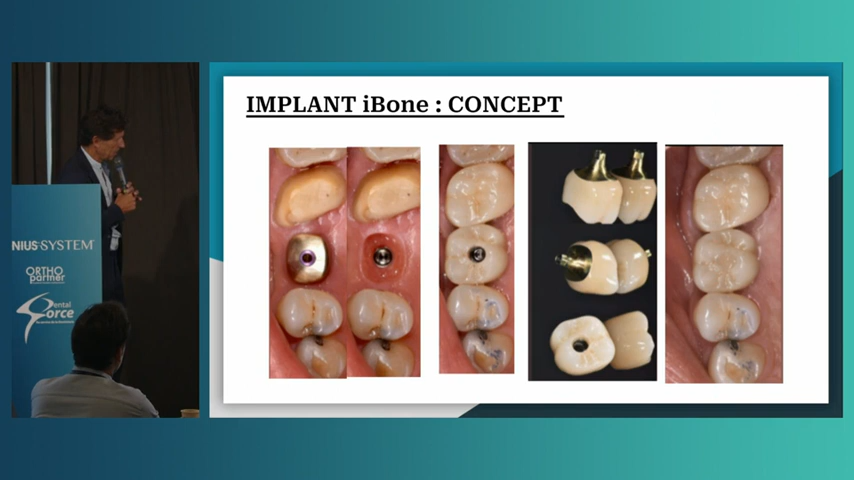 IMPLANT iBone : CONCEPT
NIUS SYSTEM
ORTHO
partner
ental
orce